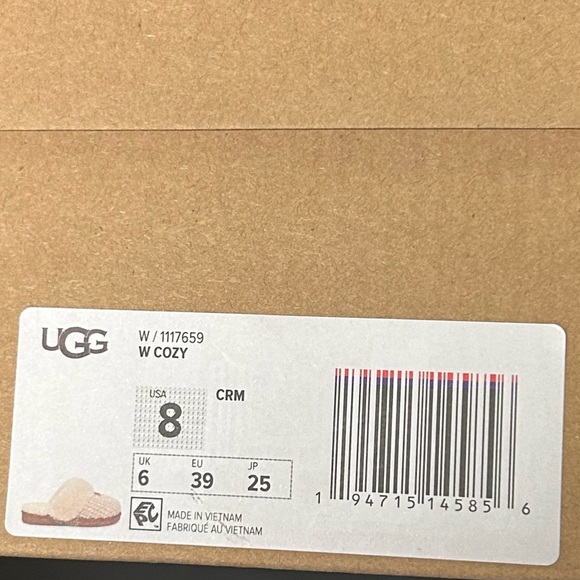 UGG
W / 1117659
W COZY
USA
8
CRM
UK EU JP
6 39 25
MADE IN VIETNAM
FABRIQUÉ AU VIETNAM
1 94715 14585 6